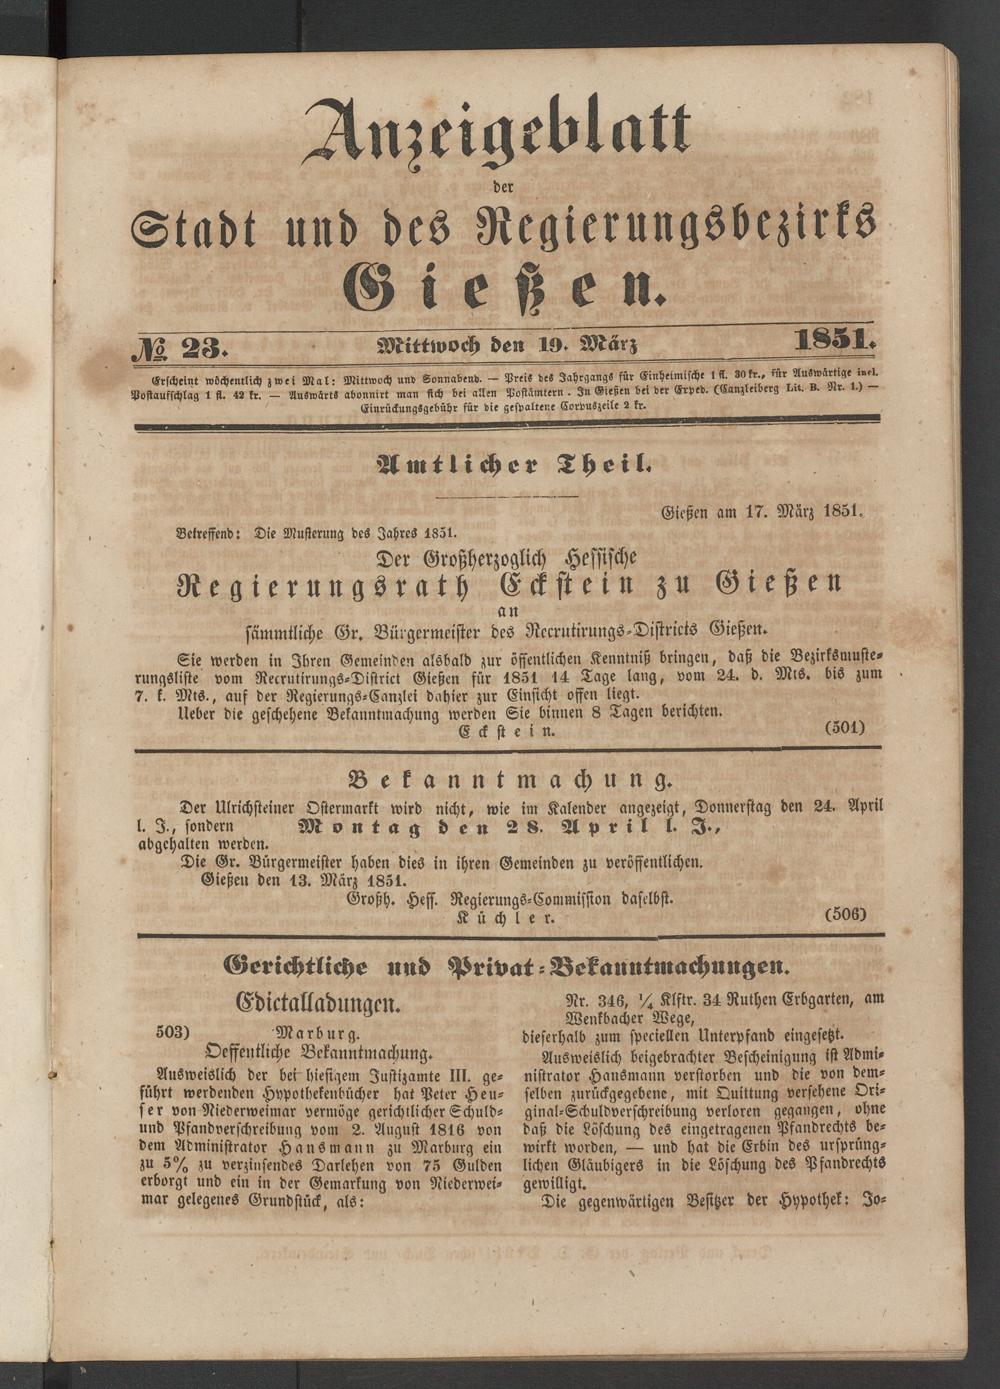 Anzeigeblatt
der
Stadt und des Regierungsbezirks
Gießen.
№ 23. Mittwoch den 19. März 1851.
Erscheint wöchentlich zwei Mal: Mittwoch und Sonnabend. — Preis des Jahrgangs für Einheimische 1 fl. 30 kr., für Auswärtige incl.
Postaufschlag 1 fl. 42 kr. — Auswärts abonnirt man sich bei allen Postämtern. In Gießen bei der Exped. (Canzleiberg Lit. B. Nr. 1.) —
Einrückungsgebühr für die gespaltene Corpuszeile 2 kr.
Amtlicher Theil.
Gießen am 17. März 1851.
Betreffend: Die Musterung des Jahres 1851.
Der Großherzoglich Hessische
Regierungsrath Eckstein zu Gießen
an
sämmtliche Gr. Bürgermeister des Recrutirungs-Districts Gießen.
Sie werden in Ihren Gemeinden alsbald zur öffentlichen Kenntniß bringen, daß die Bezirksmuste-
rungsliste vom Recrutirungs-District Gießen für 1851 14 Tage lang, vom 24. d. Mts. bis zum
7. k. Mts., auf der Regierungs-Canzlei dahier zur Einsicht offen liegt.
Ueber die geschehene Bekanntmachung werden Sie binnen 8 Tagen berichten.
Eckstein. (501)
Bekanntmachung.
Der Ulrichsteiner Ostermarkt wird nicht, wie im Kalender angezeigt, Donnerstag den 24. April
l. J., sondern Montag den 28. April l. J.,
abgehalten werden.
Die Gr. Bürgermeister haben dies in ihren Gemeinden zu veröffentlichen.
Gießen den 13. März 1851.
Großh. Hess. Regierungs-Commission daselbst.
Küchler. (506)
Gerichtliche und Privat-Bekanntmachungen.
Edictalladungen.
503) Marburg.
Oeffentliche Bekanntmachung.
Ausweislich der bei hiesigem Justizamte III. ge-
führt werdenden Hypothekenbücher hat Peter Heu-
ser von Niederweimar vermöge gerichtlicher Schuld-
und Pfandverschreibung vom 2. August 1816 von
dem Administrator Hansmann zu Marburg ein
zu 5% zu verzinsendes Darlehen von 75 Gulden
erborgt und ein in der Gemarkung von Niederwei-
mar gelegenes Grundstück, als:
Nr. 346, ¼ Klftr. 34 Ruthen Erbgarten, am
Wenkbacher Wege,
dieserhalb zum speciellen Unterpfand eingesetzt.
Ausweislich beigebrachter Bescheinigung ist Admi-
nistrator Hansmann verstorben und die von dem-
selben zurückgegebene, mit Quittung versehene Ori-
ginal-Schuldverschreibung verloren gegangen, ohne
daß die Löschung des eingetragenen Pfandrechts be-
wirkt worden, — und hat die Erbin des ursprüng-
lichen Gläubigers in die Löschung des Pfandrechts
gewilligt.
Die gegenwärtigen Besitzer der Hypothek: Jo-